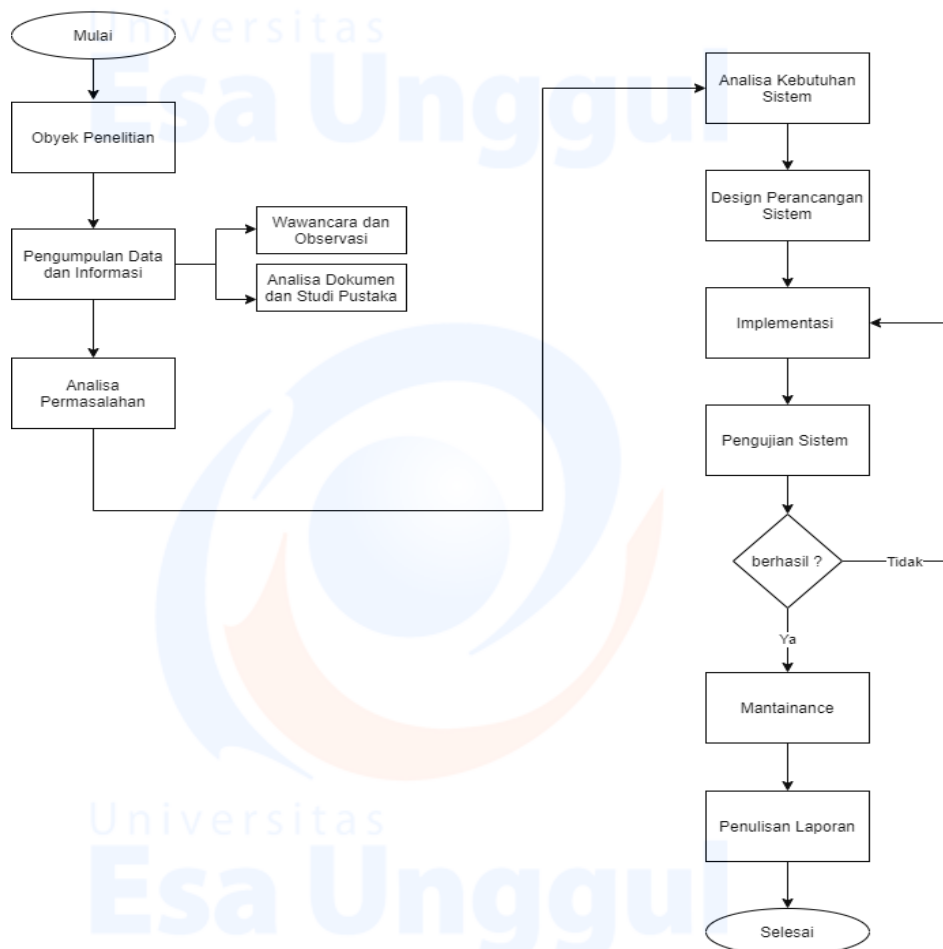 Universitas
Esa Unggul
Mulai
Obyek Penelitian
Pengumpulan Data
dan Informasi
Wawancara dan
Observasi
Analisa Dokumen
dan Studi Pustaka
Analisa
Permasalahan
Analisa Kebutuhan
Sistem
Design Perancangan
Sistem
Implementasi
Pengujian Sistem
berhasil ?
Tidak
Ya
Mantainance
Penulisan Laporan
Selesai
Universitas
Esa Unggul